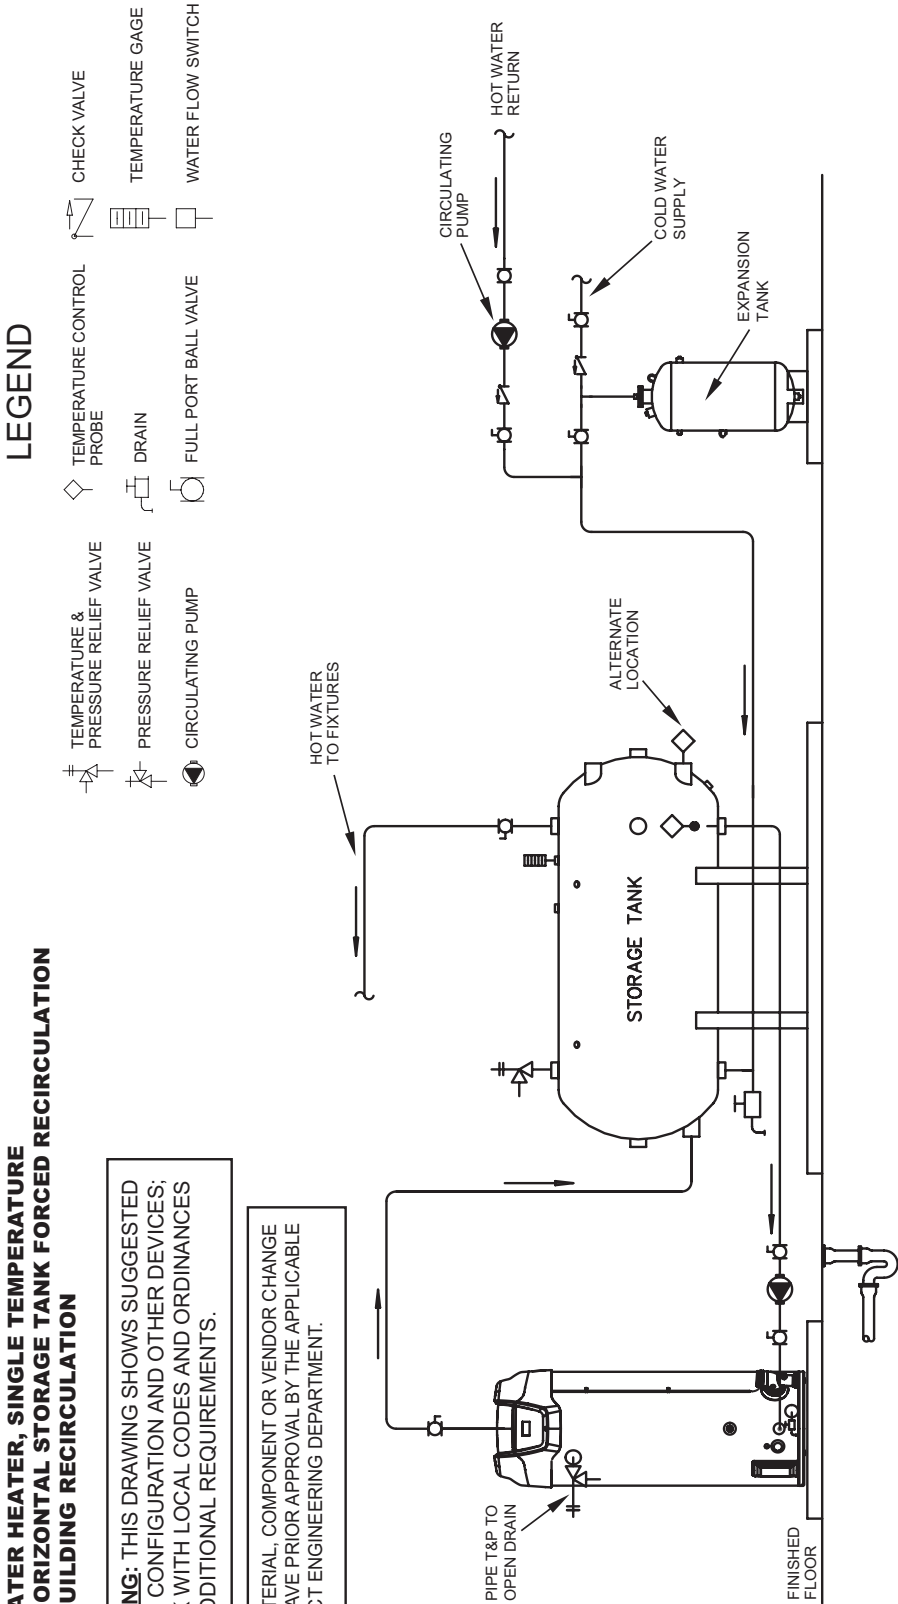 ATER HEATER, SINGLE TEMPERATURE
ORIZONTAL STORAGE TANK FORCED RECIRCULATION
UILDING RECIRCULATION
NG: THIS DRAWING SHOWS SUGGESTED
CONFIGURATION AND OTHER DEVICES;
K WITH LOCAL CODES AND ORDINANCES
DDITIONAL REQUIREMENTS.
TERIAL, COMPONENT OR VENDOR CHANGE
AVE PRIOR APPROVAL BY THE APPLICABLE
CT ENGINEERING DEPARTMENT.
LEGEND
TEMPERATURE &
PRESSURE RELIEF VALVE
PRESSURE RELIEF VALVE
CIRCULATING PUMP
TEMPERATURE CONTROL
PROBE
DRAIN
FULL PORT BALL VALVE
CHECK VALVE
TEMPERATURE GAGE
WATER FLOW SWITCH
HOT WATER
TO FIXTURES
CIRCULATING
PUMP
HOT WATER
RETURN
COLD WATER
SUPPLY
EXPANSION
TANK
ALTERNATE
LOCATION
STORAGE TANK
PIPE T&P TO
OPEN DRAIN
FINISHED
FLOOR